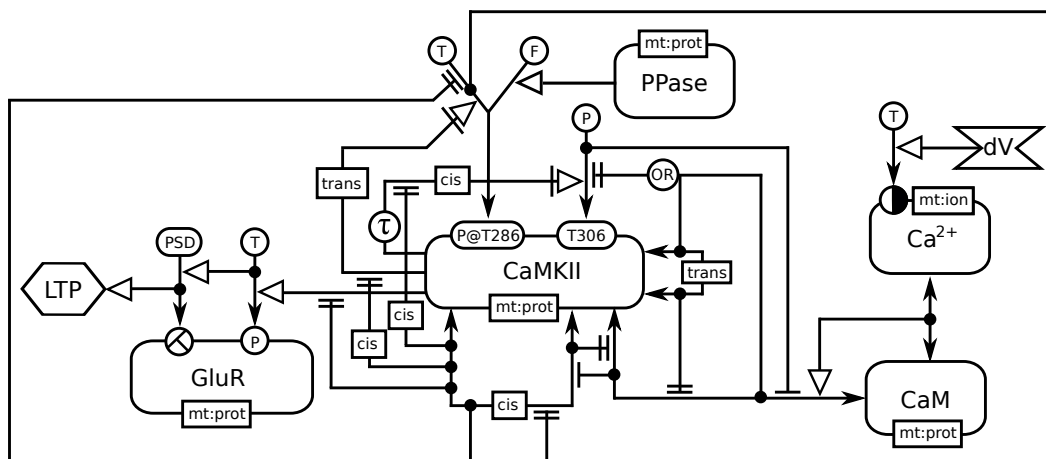 T
F
mt:prot
PPase
P
T
dV
trans
cis
OR
mt:ion
Ca2+
τ
P@T286
T306
CaMKII
mt:prot
trans
PSD
T
LTP
cis
cis
P
GluR
mt:prot
cis
CaM
mt:prot